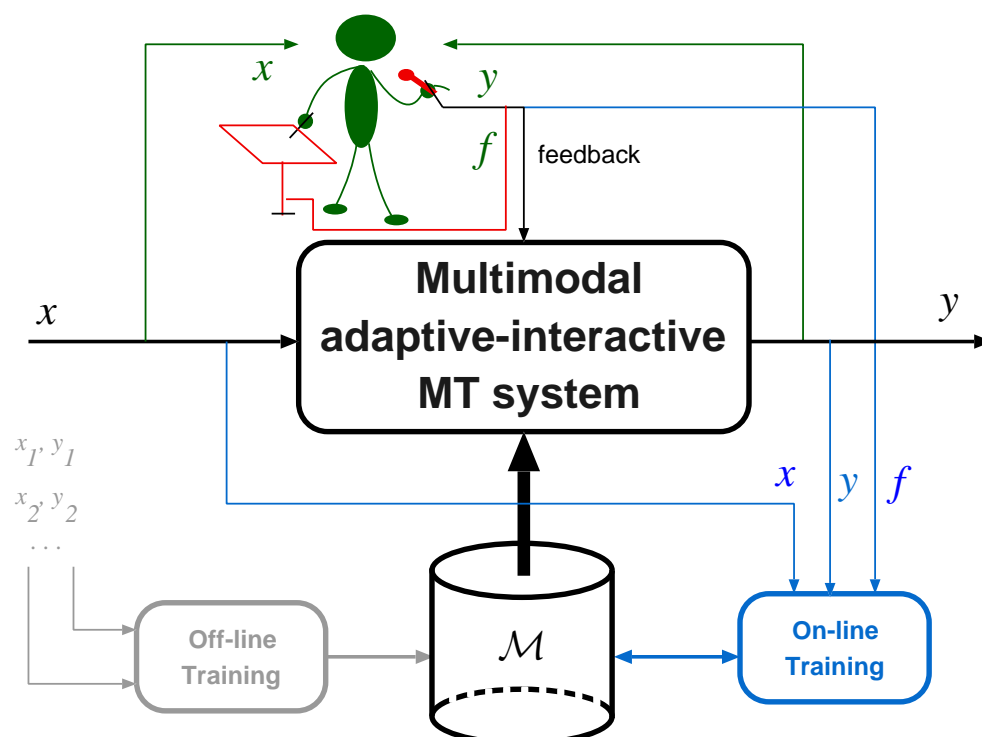 x
y
f
feedback
x
Multimodal
adaptive-interactive
MT system
y
x1, y1
x2, y2
. . .
x
y
f
Off-line
Training
ℳ
On-line
Training